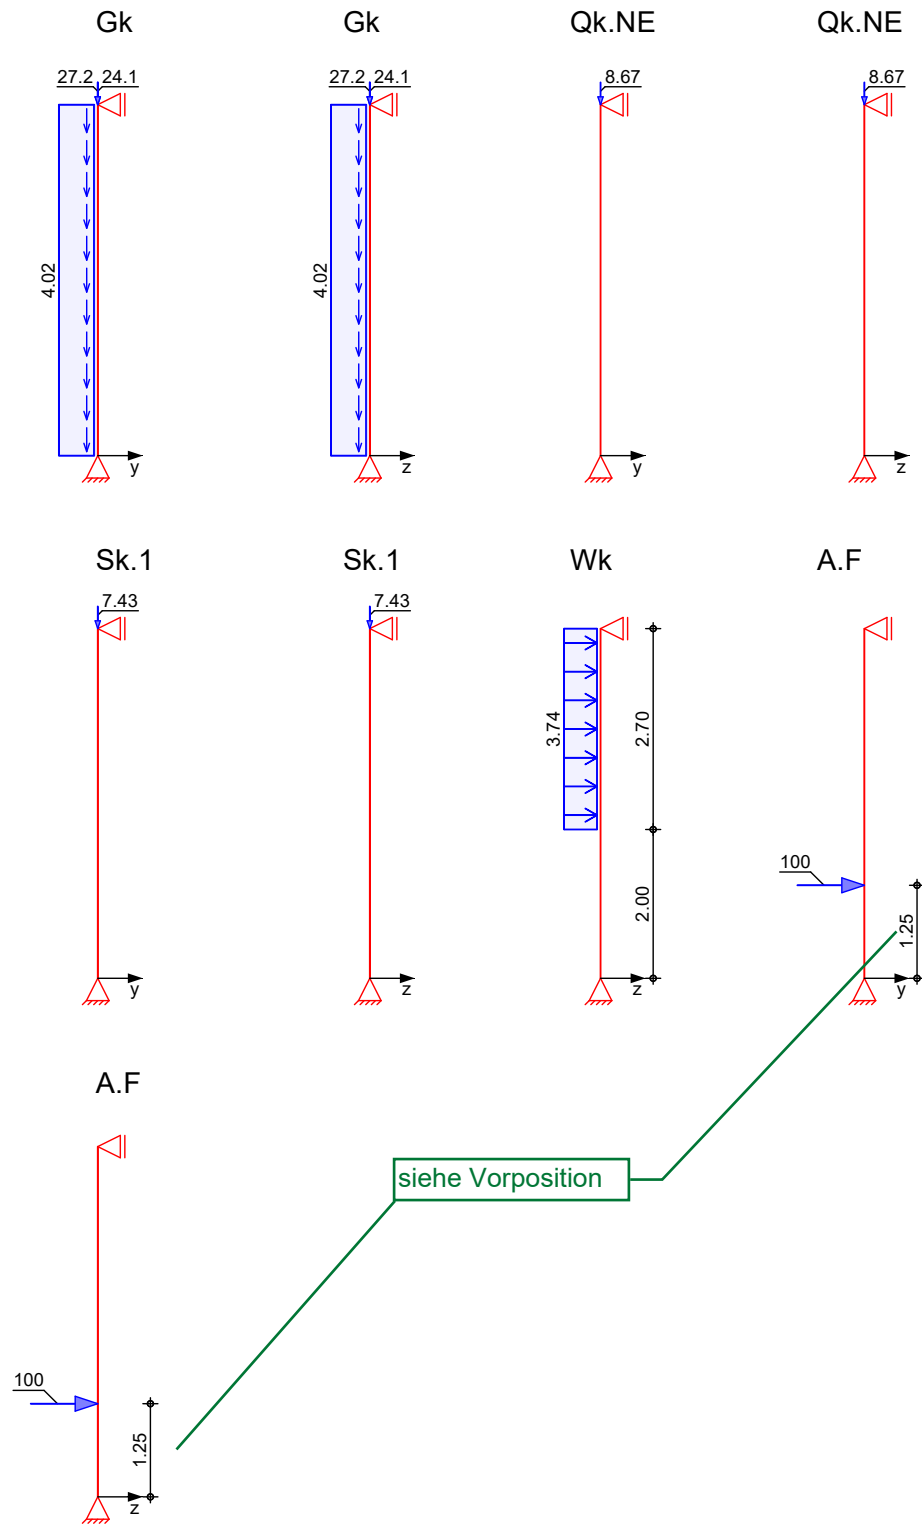 Gk Gk Qk.NE Qk.NE
27.2 24.1 27.2 24.1 8.67 8.67
4.02 4.02
y z y z
Sk.1 Sk.1 Wk A.F
7.43 7.43
3.74 2.70
100
2.00 1.25
y z z y
A.F
siehe Vorposition
100
1.25
z